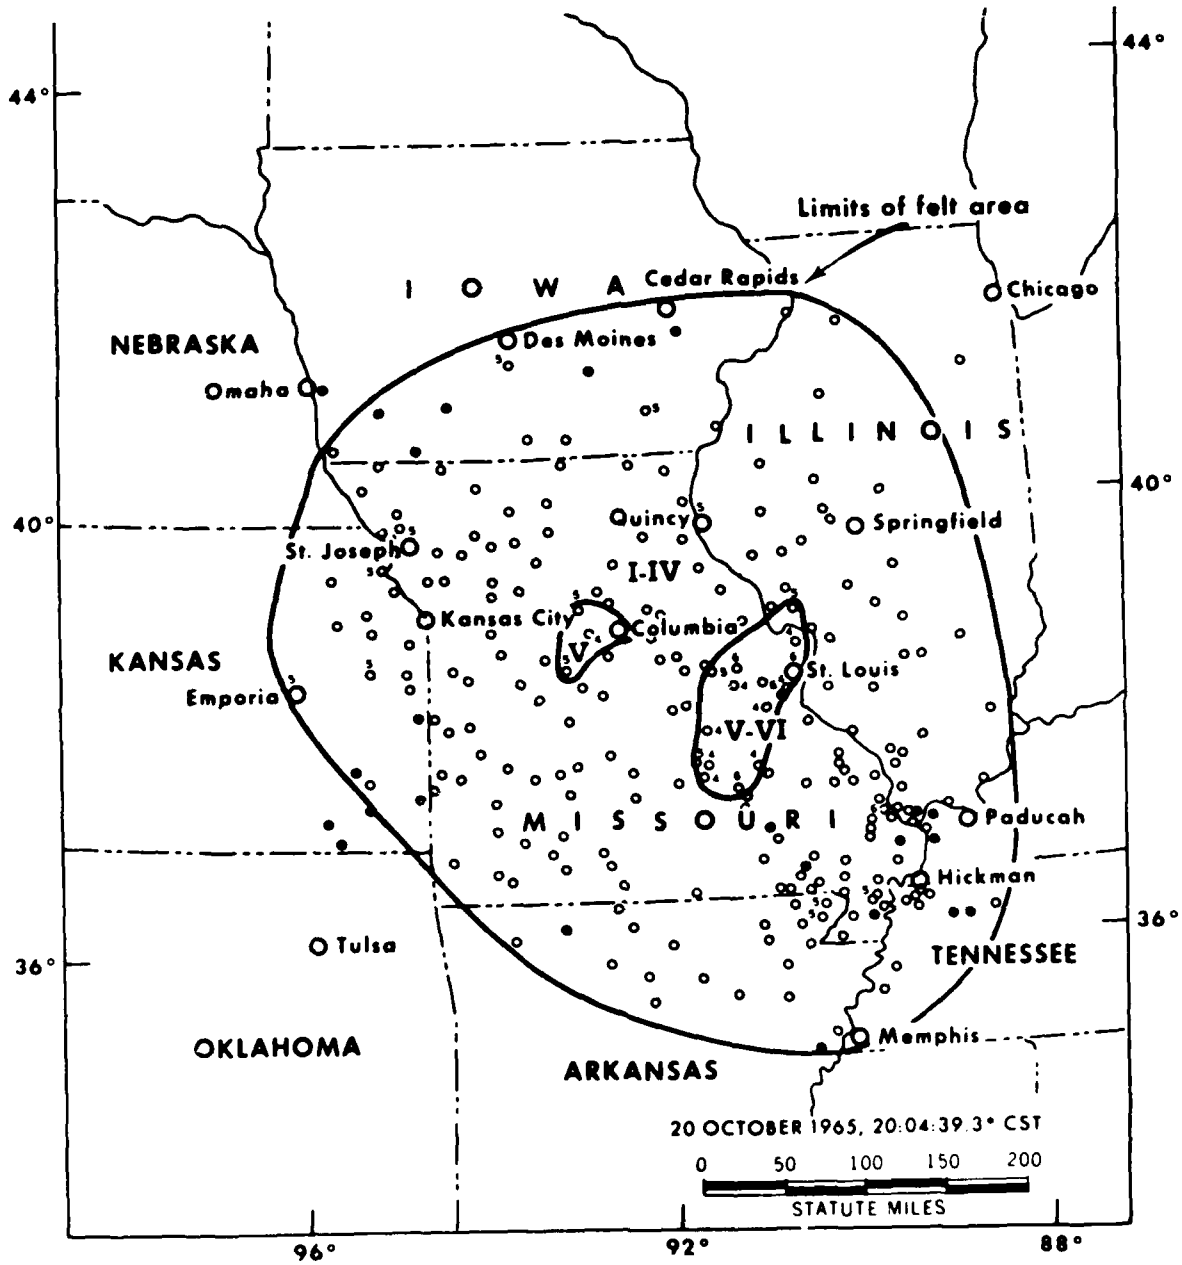 44°
44°
Limits of felt area
I O W A
Cedar Rapids
Chicago
NEBRASKA
Des Moines
Omaha
ILLINOIS
40°
40°
Quincy
Springfield
St. Joseph
I-IV
Kansas City
Columbia
V
KANSAS
St. Louis
Emporia
V-VI
MISSOURI
Paducah
Hickman
36°
36°
Tulsa
TENNESSEE
Memphis
OKLAHOMA
ARKANSAS
20 OCTOBER 1965, 20:04:39.3* CST
0 50 100 150 200
STATUTE MILES
96° 92° 88°